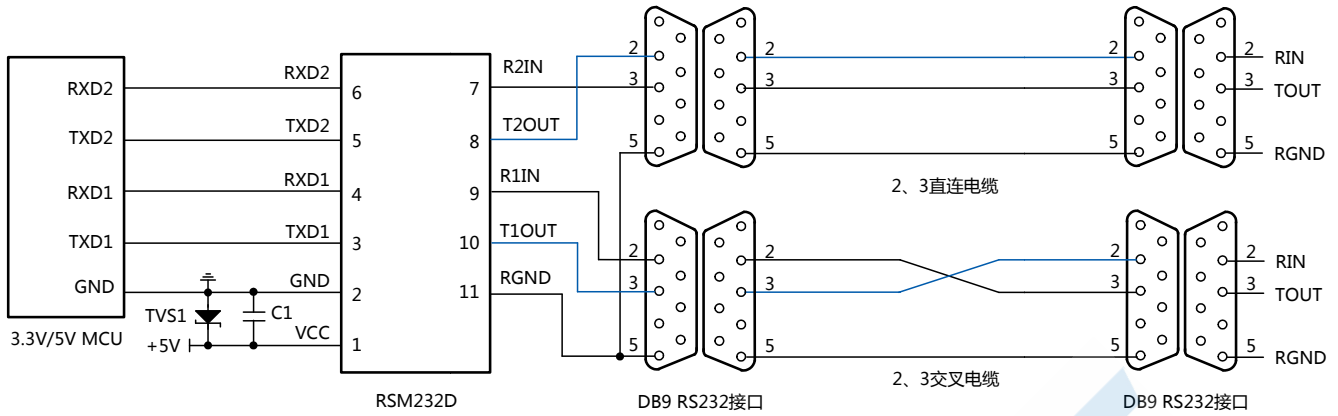 RXD2
TXD2
RXD1
TXD1
GND
3.3V/5V MCU
RXD2
TXD2
RXD1
TXD1
GND
VCC
TVS1
C1
+5V
6
5
4
3
2
1
7
8
9
10
11
RSM232D
R2IN
T2OUT
R1IN
T1OUT
RGND
2
3
5
2
3
5
2
3
5
2
3
5
RIN
TOUT
RGND
2、3直连电缆
2
3
5
2
3
5
2
3
5
RIN
TOUT
RGND
2、3交叉电缆
DB9 RS232接口
DB9 RS232接口